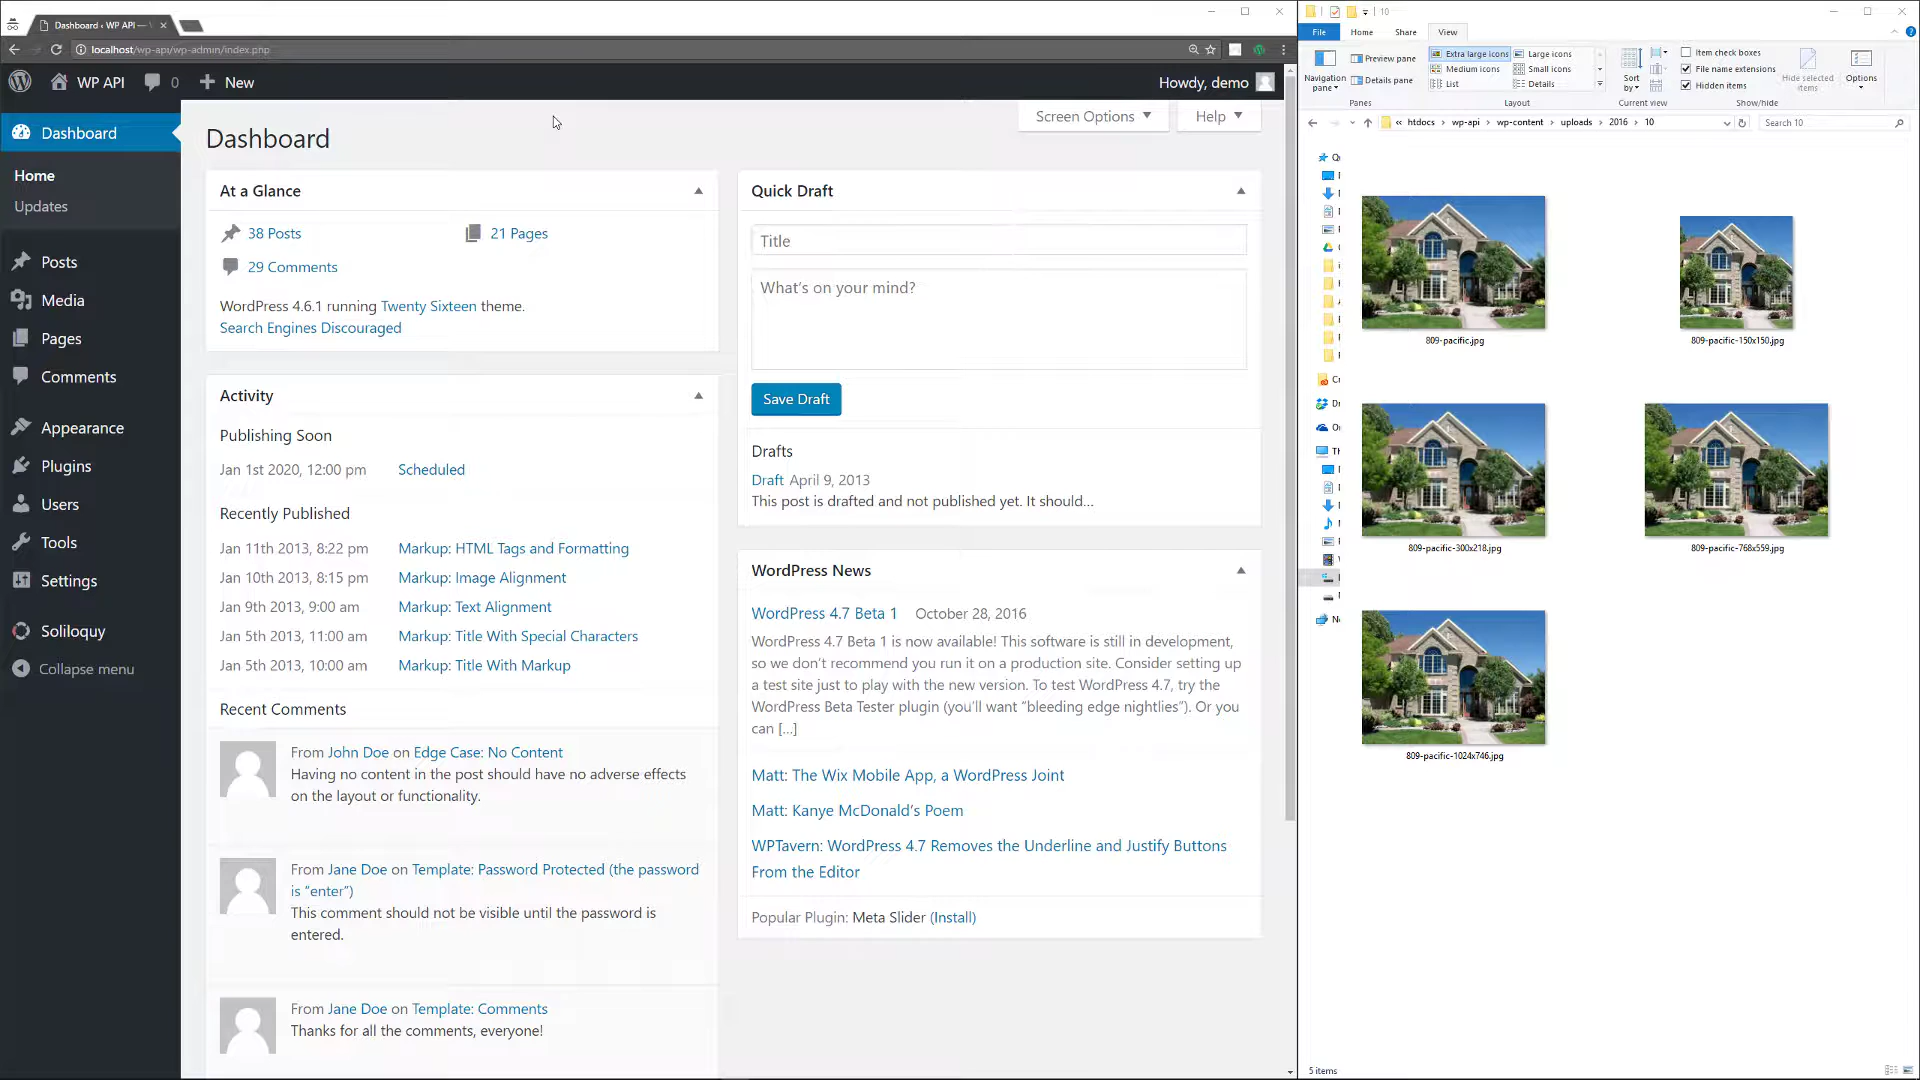 Dashboard ‹ WP API —
localhost/wp-api/wp-admin/index.php
WP API
0
New
Howdy, demo
Dashboard
Home
Updates
Posts
Media
Pages
Comments
Appearance
Plugins
Users
Tools
Settings
Soliloquy
Collapse menu
Screen Options
Help
Dashboard
At a Glance
38 Posts
21 Pages
29 Comments
WordPress 4.6.1 running Twenty Sixteen theme.
Search Engines Discouraged
Activity
Publishing Soon
Jan 1st 2020, 12:00 pm Scheduled
Recently Published
Jan 11th 2013, 8:22 pm Markup: HTML Tags and Formatting
Jan 10th 2013, 8:15 pm Markup: Image Alignment
Jan 9th 2013, 9:00 am Markup: Text Alignment
Jan 5th 2013, 11:00 am Markup: Title With Special Characters
Jan 5th 2013, 10:00 am Markup: Title With Markup
Recent Comments
From John Doe on Edge Case: No Content
Having no content in the post should have no adverse effects
on the layout or functionality.
From Jane Doe on Template: Password Protected (the password
is “enter”)
This comment should not be visible until the password is
entered.
From Jane Doe on Template: Comments
Thanks for all the comments, everyone!
Quick Draft
Title
What’s on your mind?
Save Draft
Drafts
Draft April 9, 2013
This post is drafted and not published yet. It should...
WordPress News
WordPress 4.7 Beta 1 October 28, 2016
WordPress 4.7 Beta 1 is now available! This software is still in development,
so we don’t recommend you run it on a production site. Consider setting up
a test site just to play with the new version. To test WordPress 4.7, try the
WordPress Beta Tester plugin (you’ll want “bleeding edge nightlies”). Or you
can [...]
Matt: The Wix Mobile App, a WordPress Joint
Matt: Kanye McDonald’s Poem
WPTavern: WordPress 4.7 Removes the Underline and Justify Buttons
From the Editor
Popular Plugin: Meta Slider (Install)
10
File
Home
Share
View
Navigation
pane
Preview pane
Details pane
Panes
Extra large icons
Large icons
Medium icons
Small icons
List
Details
Layout
Sort
by
Current view
Item check boxes
File name extensions
Hidden items
Hide selected
items
Show/hide
Options
« htdocs › wp-api › wp-content › uploads › 2016 › 10
Search 10
809-pacific.jpg
809-pacific-150x150.jpg
809-pacific-300x218.jpg
809-pacific-768x559.jpg
809-pacific-1024x746.jpg
5 items